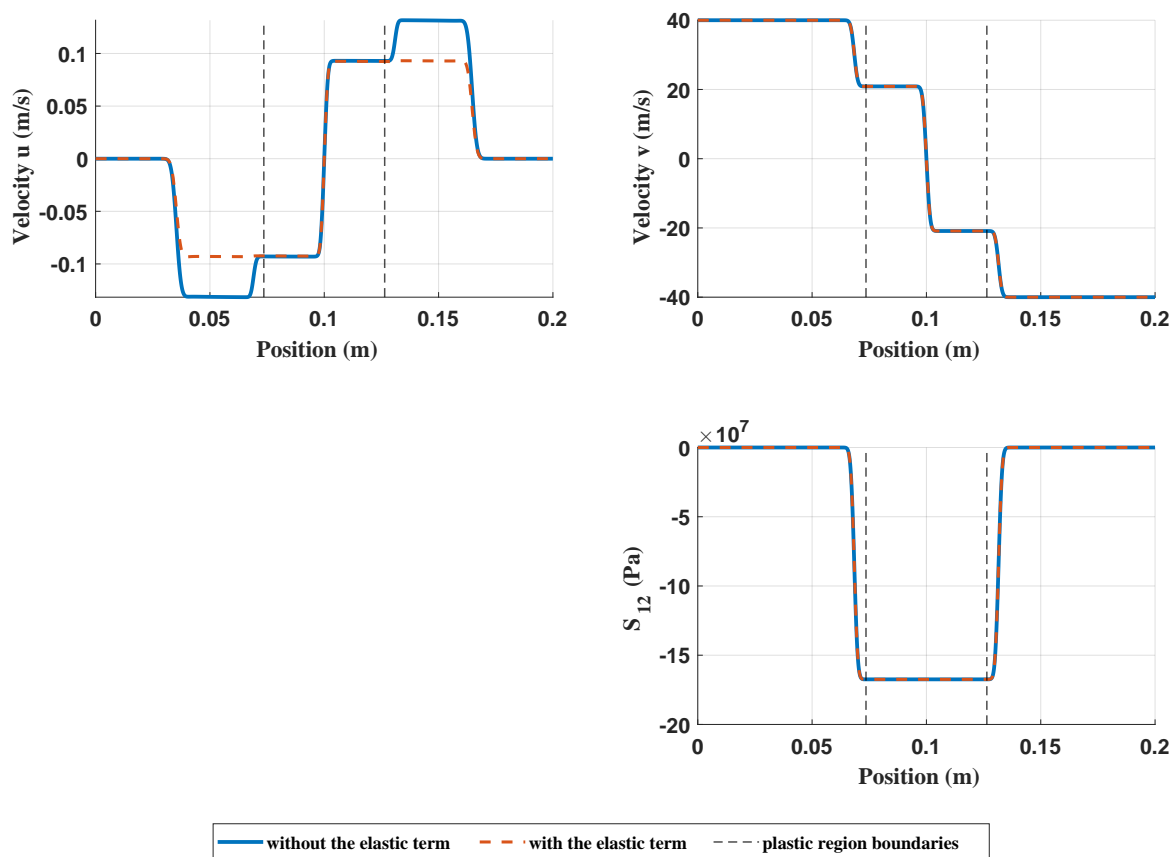 0.1
0.05
0
-0.05
-0.1
Velocity u (m/s)
0 0.05 0.1 0.15 0.2
Position (m)
40
20
0
-20
-40
Velocity v (m/s)
0 0.05 0.1 0.15 0.2
Position (m)
× 10^7
0
-5
-10
-15
-20
S_12 (Pa)
0 0.05 0.1 0.15 0.2
Position (m)
without the elastic term with the elastic term plastic region boundaries